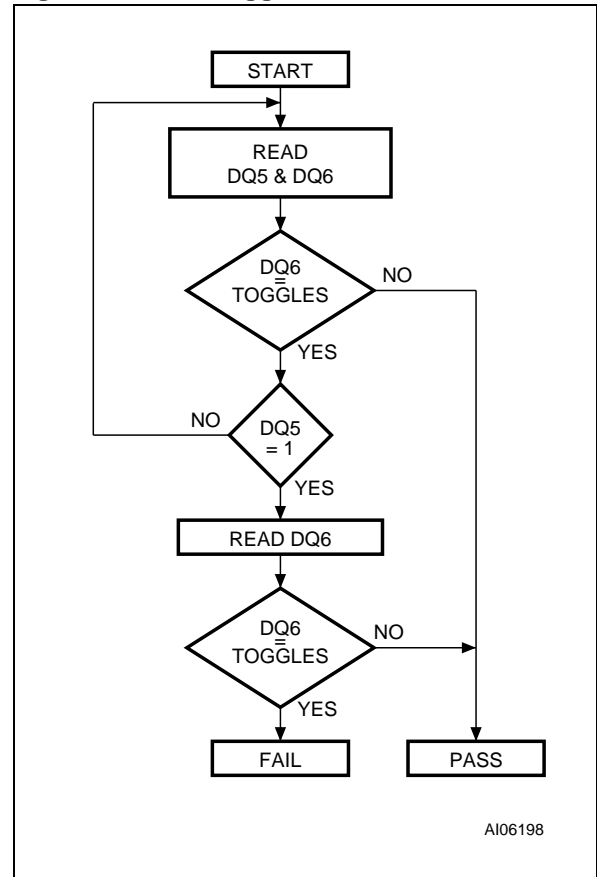 START
READ
DQ5 & DQ6
DQ6
=
TOGGLES
NO
YES
NO
DQ5
= 1
YES
READ DQ6
DQ6
=
TOGGLES
NO
YES
FAIL
PASS
AI06198